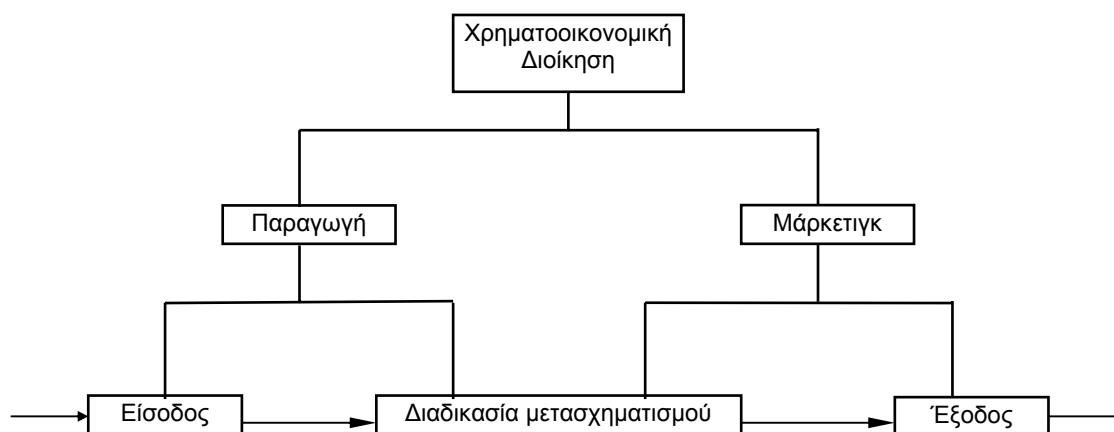 Χρηματοοικονομική
Διοίκηση
Παραγωγή
Μάρκετιγκ
Είσοδος
Διαδικασία μετασχηματισμού
Έξοδος